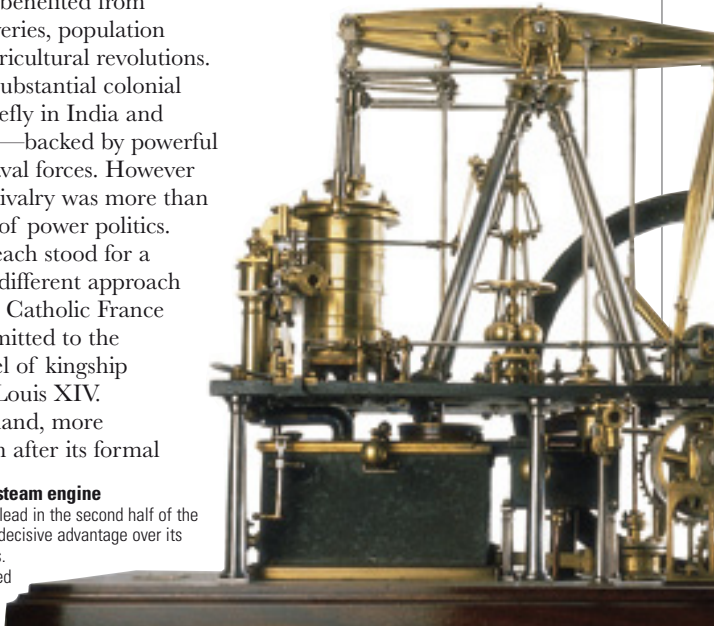 benefited from
eries, population
ricultural revolutions.
ubstantial colonial
efly in India and
—backed by powerful
val forces. However
ivalry was more than
of power politics.
each stood for a
different approach
Catholic France
mitted to the
el of kingship
Louis XIV.
land, more
n after its formal
steam engine
lead in the second half of the
decisive advantage over its
s.
ed